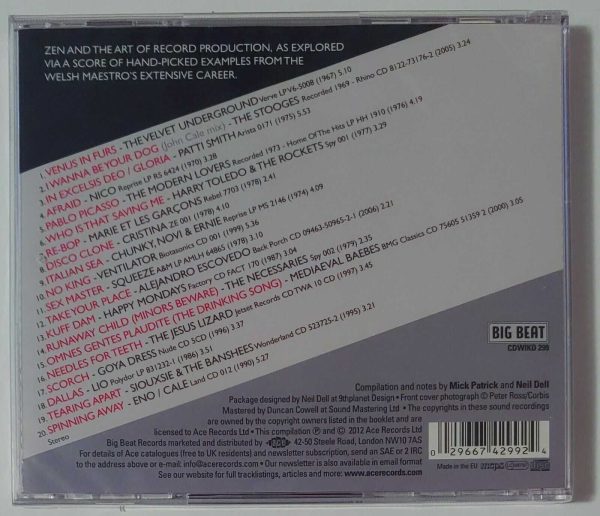 ZEN AND THE ART OF RECORD PRODUCTION, AS EXPLORED
VIA A SCORE OF HAND-PICKED EXAMPLES FROM THE
WELSH MAESTRO'S EXTENSIVE CAREER.
1. VENUS IN FURS - THE VELVET UNDERGROUND Verve LP V6-5008 (1967) 5.10
2. I WANNA BE YOUR DOG (John Cale mix) - THE STOOGES Recorded 1969 - Rhino CD 8122-73176-2 (2005) 3.24
3. IN EXCELSIS DEO / GLORIA - PATTI SMITH Arista 0171 (1975) 5.53
4. AFRAID - NICO Reprise LP RS 6424 (1970) 3.28
5. PABLO PICASSO - THE MODERN LOVERS Recorded 1973 - Home Of The Hits LP HH 1910 (1976) 4.19
6. WHO IS THAT SAVING ME - HARRY TOLEDO & THE ROCKETS Spy 001 (1977) 3.29
7. RE-BOP - MARIE ET LES GARÇONS Rebel 7703 (1978) 2.41
8. DISCO CLONE - CRISTINA ZE 001 (1978) 4.10
9. ITALIAN SEA - CHUNKY, NOVI & ERNIE Reprise LP MS 2146 (1974) 4.09
10. NO KING - VENTILATOR Biotasonics CD 001 (1999) 5.36
11. SEX MASTER - SQUEEZE A&M LP AMLH 64865 (1978) 3.10
12. TAKE YOUR PLACE - ALEJANDRO ESCOVEDO Back Porch CD 09463-50965-2-1 (2006) 2.21
13. KUFF DAM - HAPPY MONDAYS Factory CD FACT 170 (1987) 3.04
14. RUNAWAY CHILD (MINORS BEWARE) - THE NECESSARIES Spy 002 (1979) 2.35
15. OMNES GENTES PLAUDITE (THE DRINKING SONG) - MEDIAEVAL BAEBES BMG Classics CD 75605 51359 2 (2000) 3.05
16. NEEDLES FOR TEETH - THE JESUS LIZARD Jetset Records CD TWA 10 CD (1997) 3.45
17. SCORCH - GOYA DRESS Nude CD 5CD (1996) 3.37
18. DALLAS - LIO Polydor LP 831232-1 (1986) 3.51
19. TEARING APART - SIOUXSIE & THE BANSHEES Wonderland CD 523725-2 (1995) 3.21
20. SPINNING AWAY - ENO / CALE Land CD 012 (1990) 5.27
Stereo
BIG BEAT
CDWIKD 299
Compilation and notes by Mick Patrick and Neil Dell
Package designed by Neil Dell at 9thplanet Design • Front cover photograph © Peter Ross/Corbis
Mastered by Duncan Cowell at Sound Mastering Ltd • The copyrights in these sound recordings
are owned by the copyright owners listed in the booklet and are
licensed to Ace Records Ltd • This compilation ℗ and © 2012 Ace Records Ltd
Big Beat Records marketed and distributed by ACE 42-50 Steele Road, London NW10 7AS
For details of Ace catalogues (free to UK residents) and newsletter subscription, send an SAE or 2 IRC
to the address above or e-mail: info@acerecords.com • Our newsletter is also available in email format
See our website for full tracklistings, articles and more: www.acerecords.com
0 29667 42992 4
Made in the EU mcps